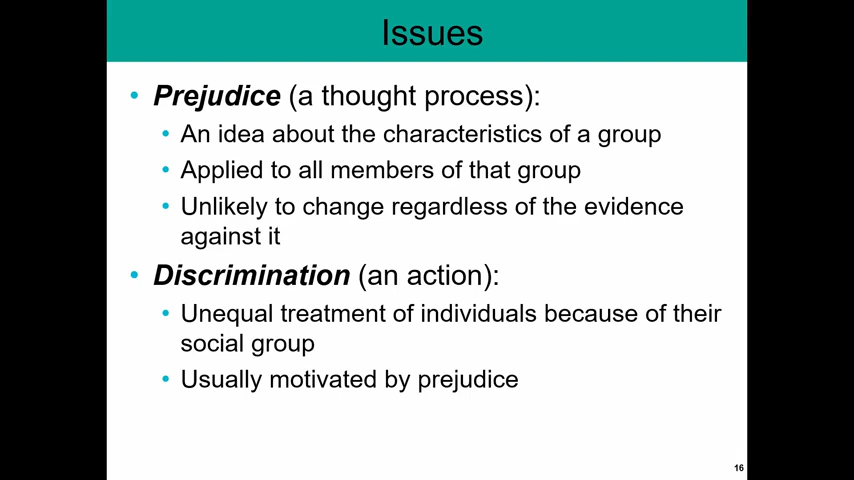 Issues
• Prejudice (a thought process):
• An idea about the characteristics of a group
• Applied to all members of that group
• Unlikely to change regardless of the evidence
against it
• Discrimination (an action):
• Unequal treatment of individuals because of their
social group
• Usually motivated by prejudice
16